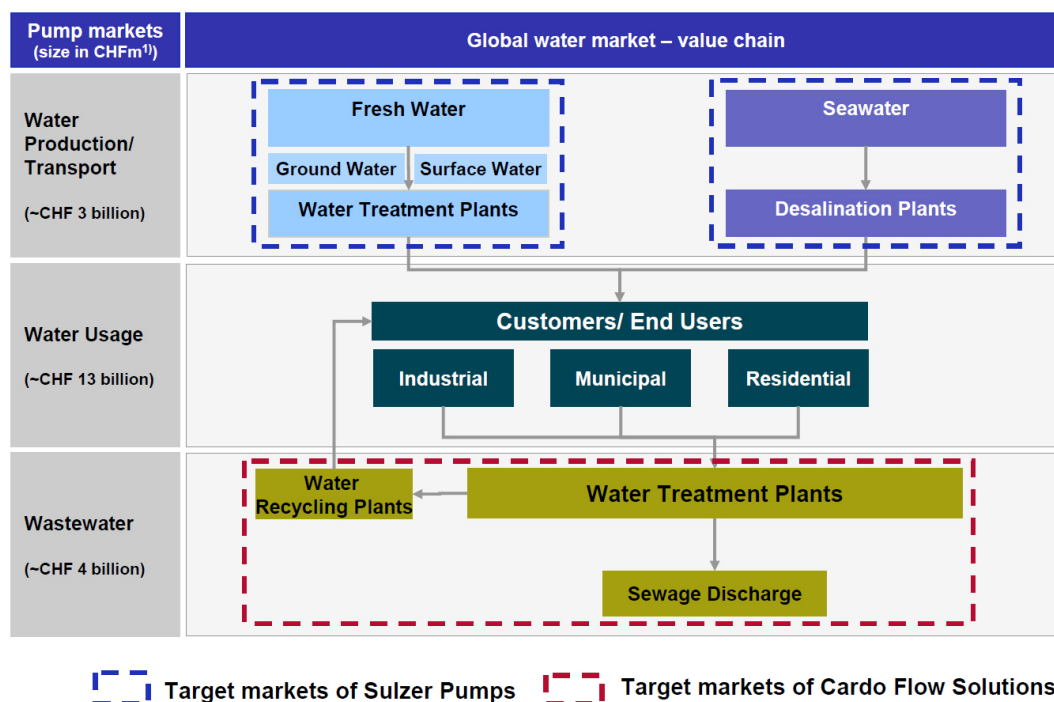 Pump markets
(size in CHFm1))
Global water market – value chain
Water
Production/
Transport
(~CHF 3 billion)
Fresh Water
Ground Water
Surface Water
Water Treatment Plants
Seawater
Desalination Plants
Water Usage
(~CHF 13 billion)
Customers/ End Users
Industrial
Municipal
Residential
Wastewater
(~CHF 4 billion)
Water
Recycling Plants
Water Treatment Plants
Sewage Discharge
Target markets of Sulzer Pumps
Target markets of Cardo Flow Solutions